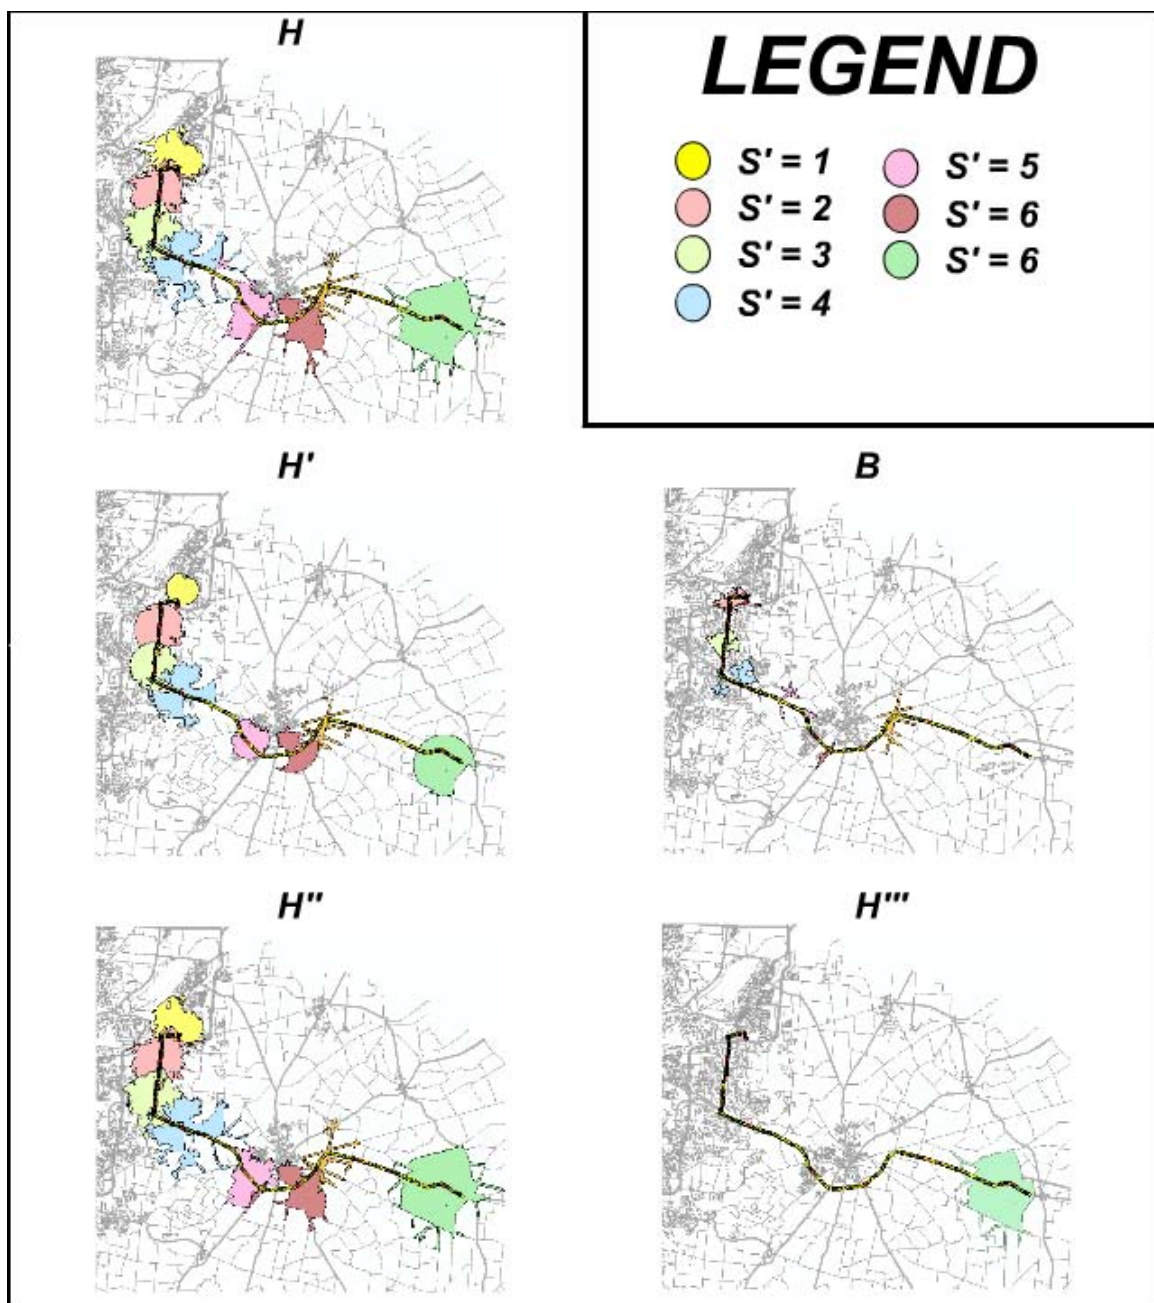 H
LEGEND
S' = 1
S' = 2
S' = 3
S' = 4
S' = 5
S' = 6
S' = 6
H'
B
H''
H'''